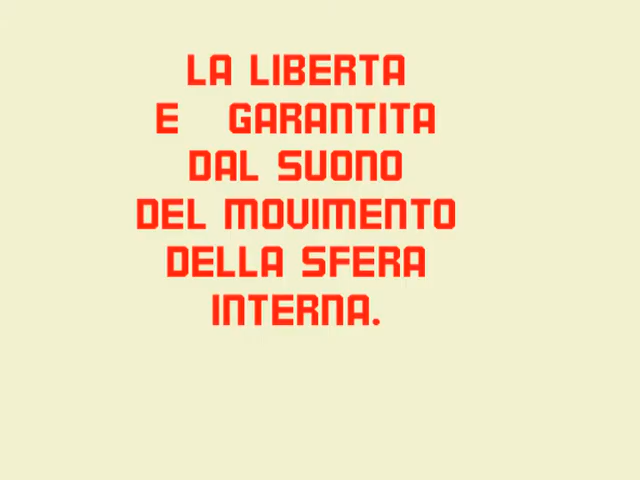 LA LIBERTA
E GARANTITA
DAL SUONO
DEL MOVIMENTO
DELLA SFERA
INTERNA.